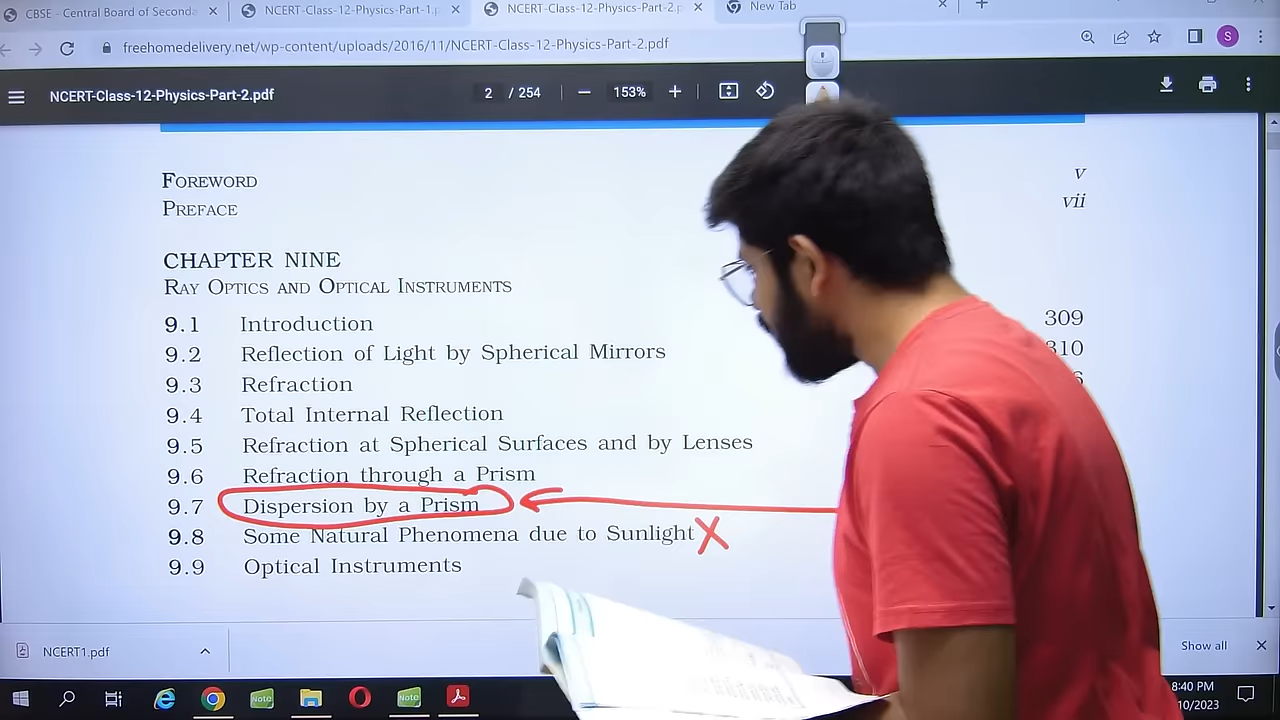 CBSE - Central Board of Seconda
NCERT-Class-12-Physics-Part-1.p
NCERT-Class-12-Physics-Part-2.p
New Tab
freehomedelivery.net/wp-content/uploads/2016/11/NCERT-Class-12-Physics-Part-2.pdf
S
NCERT-Class-12-Physics-Part-2.pdf
2 / 254
153%
FOREWORD v
PREFACE vii
CHAPTER NINE
RAY OPTICS AND OPTICAL INSTRUMENTS
9.1 Introduction 309
9.2 Reflection of Light by Spherical Mirrors 310
9.3 Refraction 6
9.4 Total Internal Reflection
9.5 Refraction at Spherical Surfaces and by Lenses
9.6 Refraction through a Prism
9.7 Dispersion by a Prism
9.8 Some Natural Phenomena due to Sunlight X
9.9 Optical Instruments
NCERT1.pdf
Show all
Note
Note
10/2023